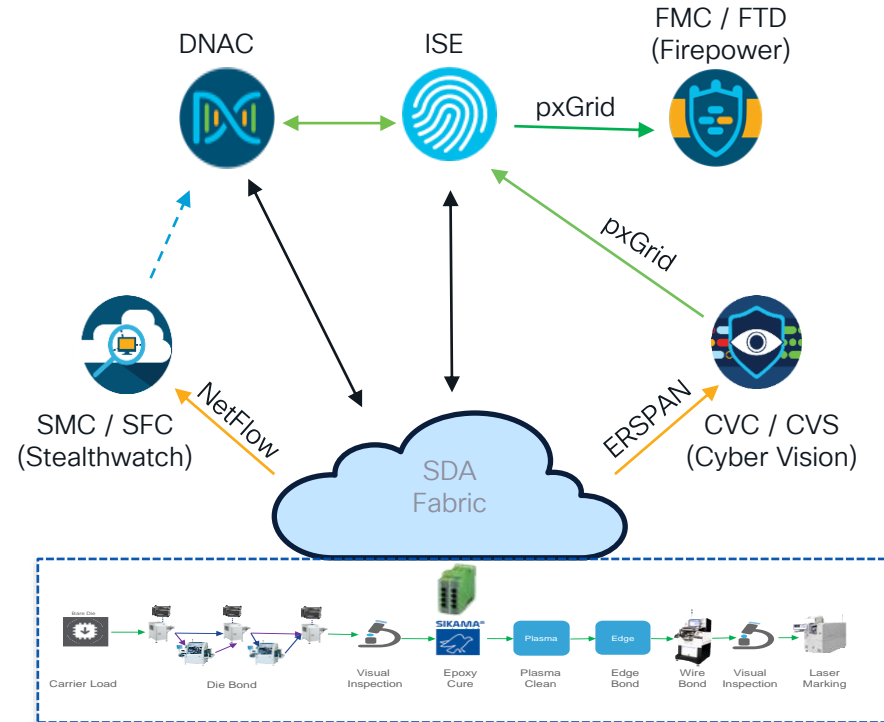 DNAC
ISE
FMC / FTD
(Firepower)
pxGrid
pxGrid
NetFlow
SMC / SFC
(Stealthwatch)
ERSPAN
CVC / CVS
(Cyber Vision)
SDA
Fabric
Bare Die
SIKAMA®
Plasma
Edge
Carrier Load
Die Bond
Visual
Inspection
Epoxy
Cure
Plasma
Clean
Edge
Bond
Wire
Bond
Visual
Inspection
Laser
Marking